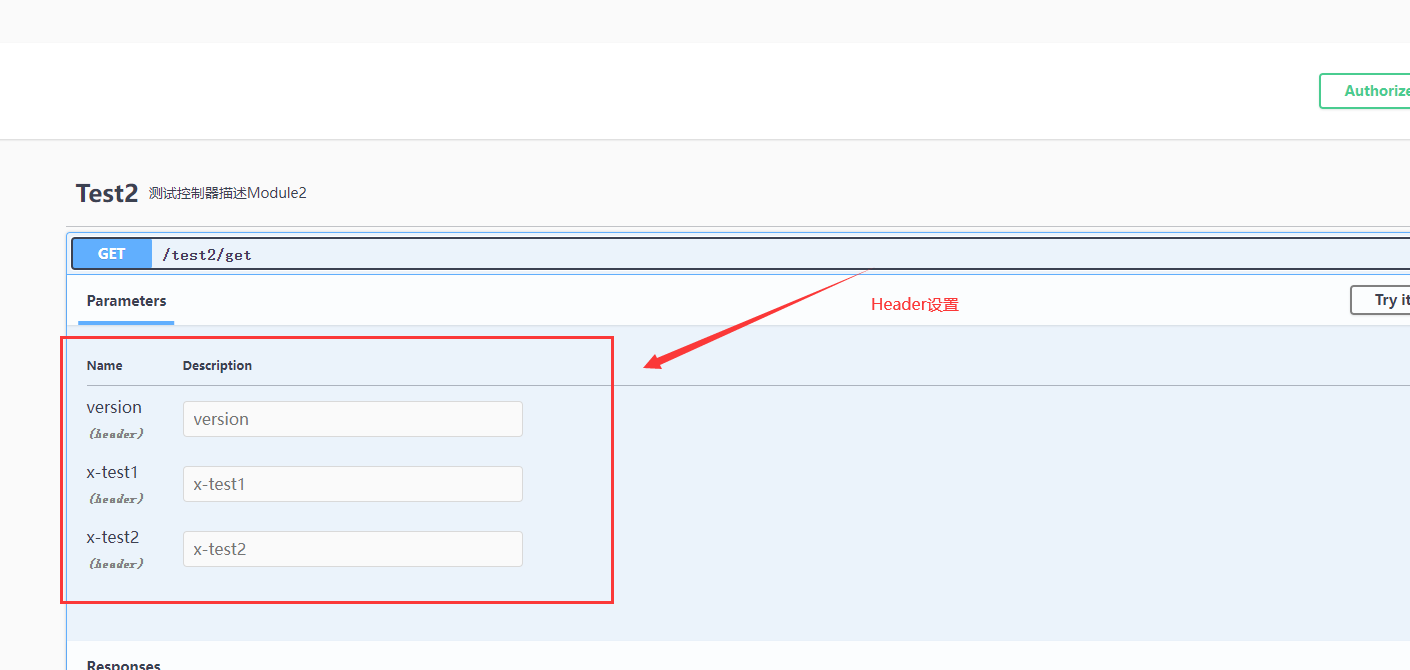 Authorize
Test2 测试控制器描述Module2
GET /test2/get
Parameters
Try it
Header设置
Name Description
version version
(header)
x-test1 x-test1
(header)
x-test2 x-test2
(header)
Responses